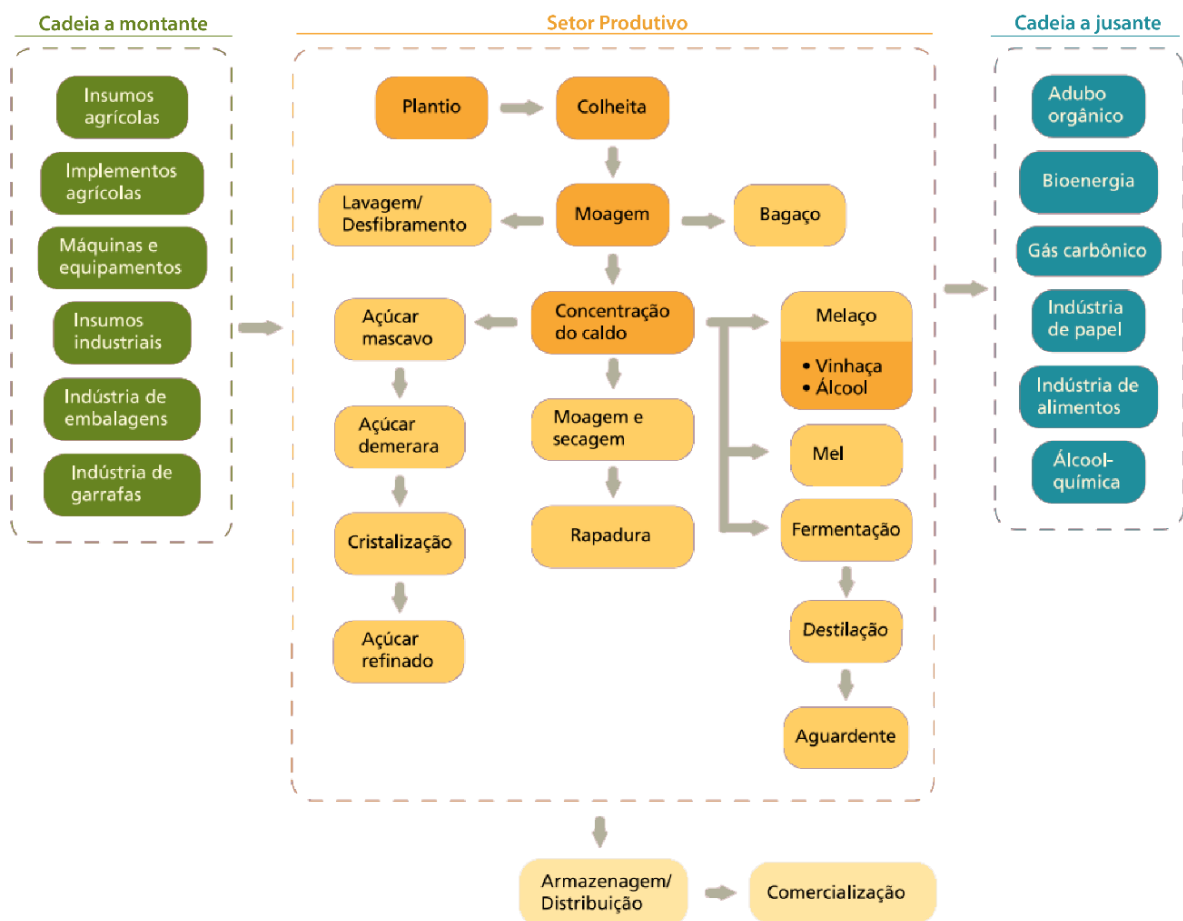 Cadeia a montante
Insumos
agrícolas
Implementos
agrícolas
Máquinas e
equipamentos
Insumos
industriais
Indústria de
embalagens
Indústria de
garrafas
Setor Produtivo
Plantio
Colheita
Lavagem/
Desfibramento
Moagem
Bagaço
Açúcar
mascavo
Concentração
do caldo
Melaço
• Vinhaça
• Álcool
Açúcar
demerara
Moagem e
secagem
Mel
Cristalização
Rapadura
Fermentação
Açúcar
refinado
Destilação
Aguardente
Cadeia a jusante
Adubo
orgânico
Bioenergia
Gás carbônico
Indústria
de papel
Indústria de
alimentos
Álcool-
química
Armazenagem/
Distribuição
Comercialização